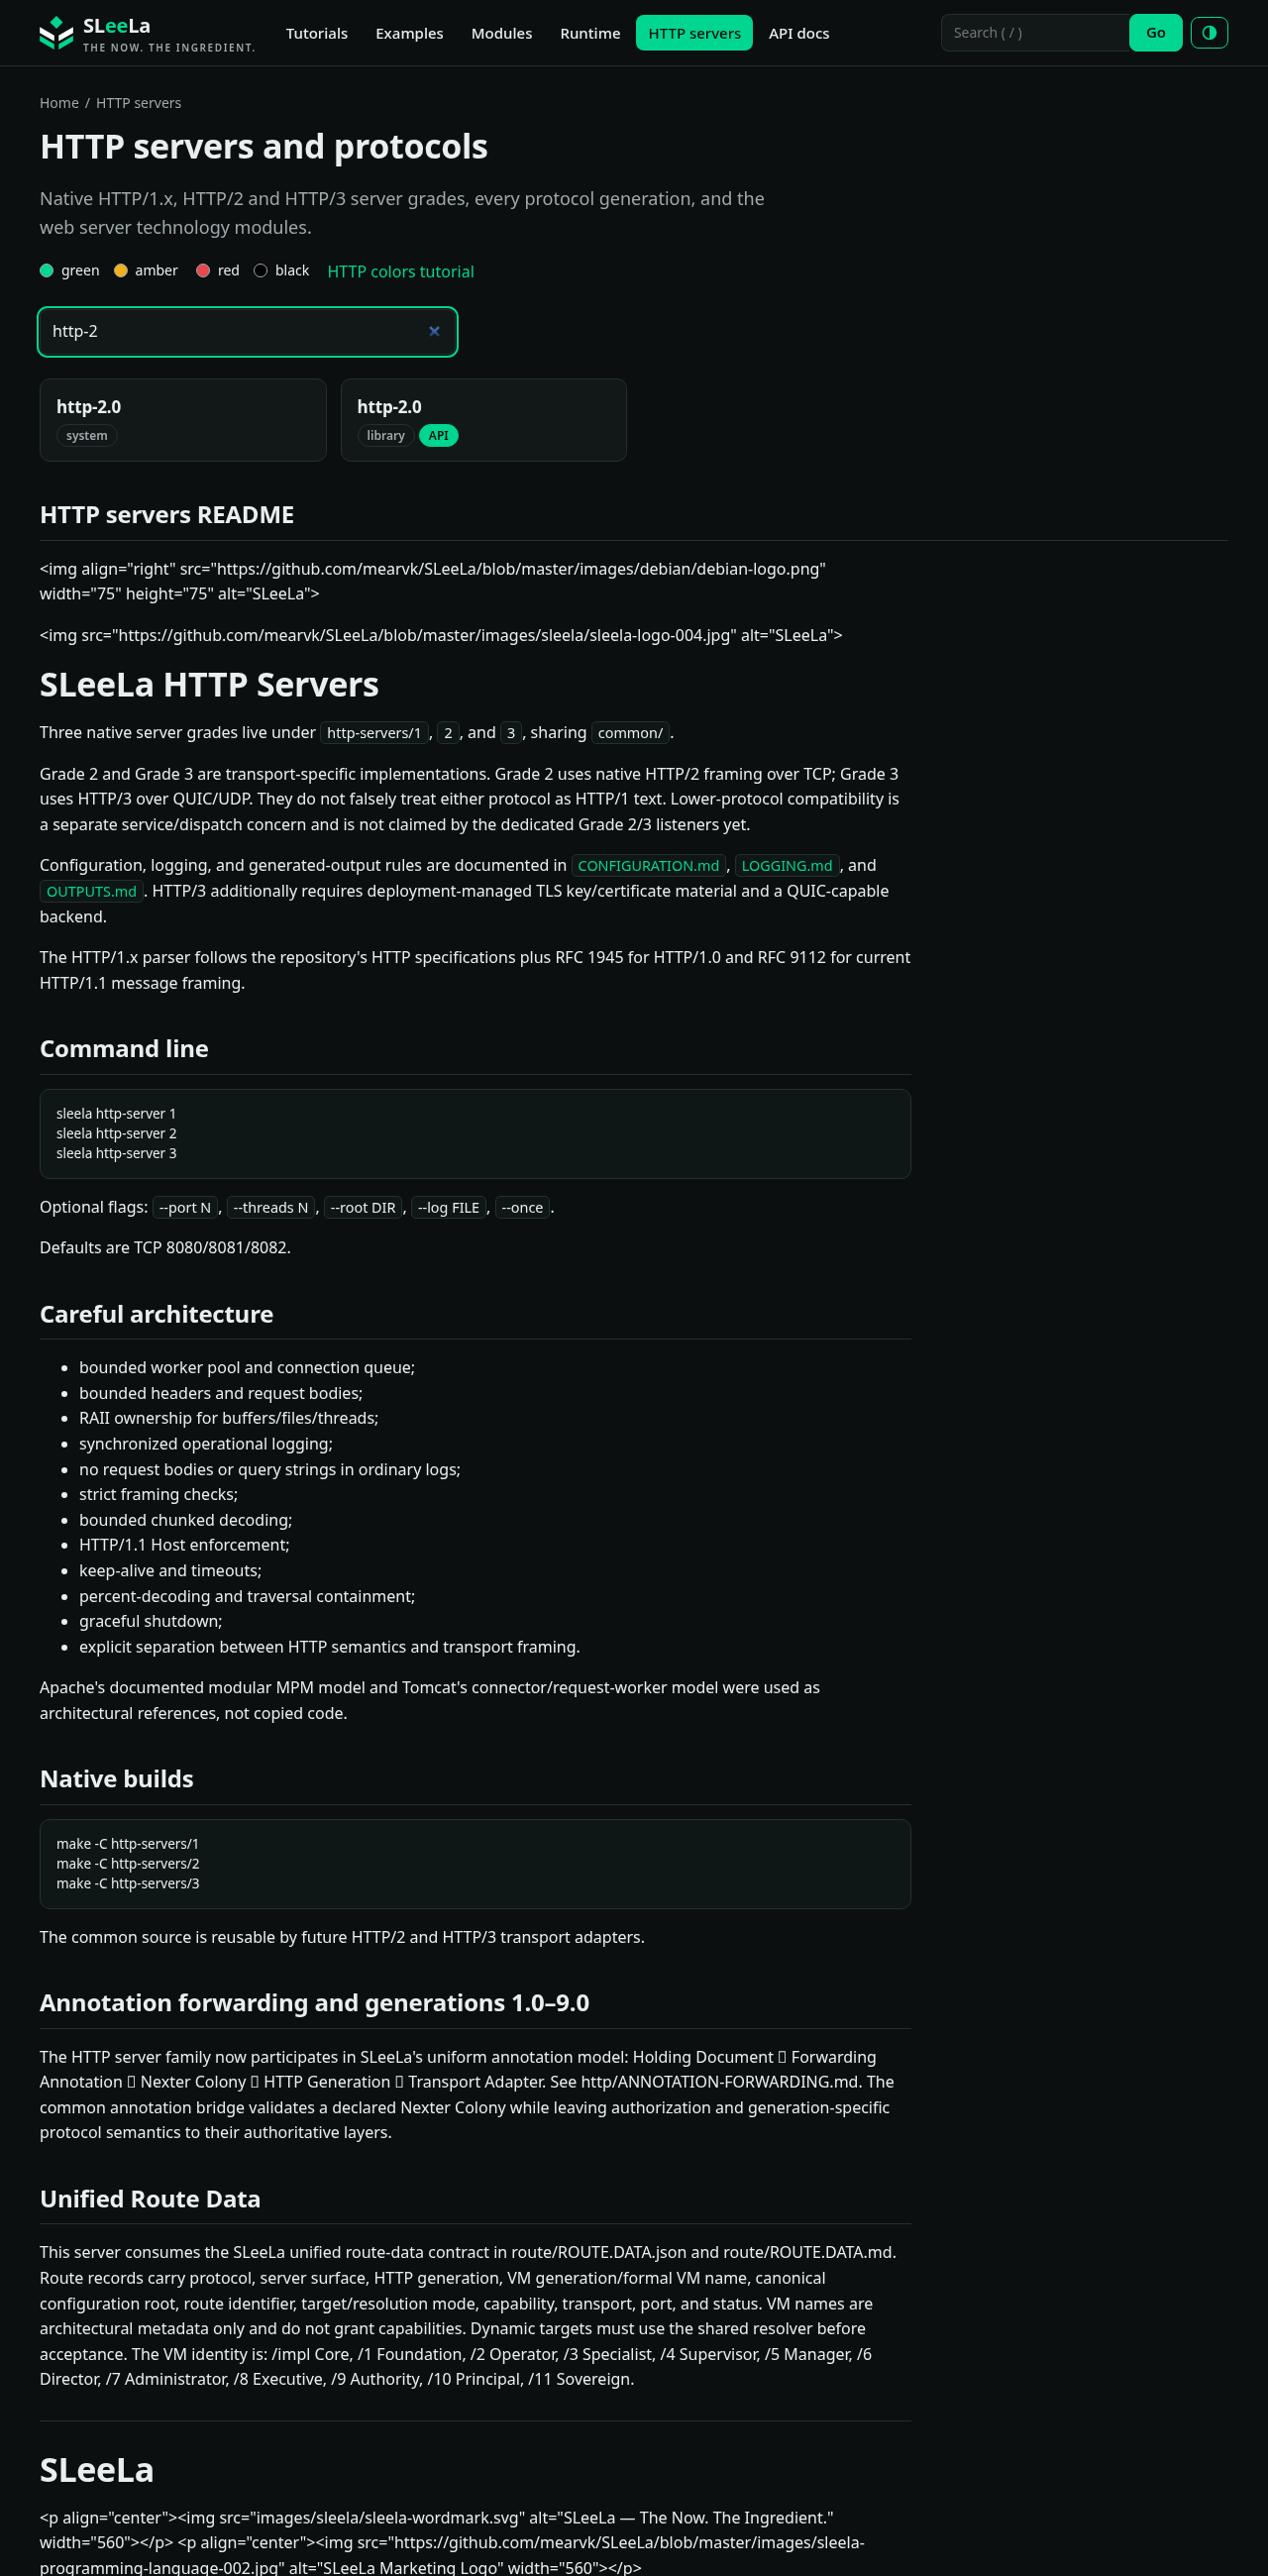 SLeeLa
THE NOW. THE INGREDIENT.
Tutorials
Examples
Modules
Runtime
HTTP servers
API docs
Search ( / )
Go
Home / HTTP servers
HTTP servers and protocols
Native HTTP/1.x, HTTP/2 and HTTP/3 server grades, every protocol generation, and the
web server technology modules.
green amber red black HTTP colors tutorial
http-2
http-2.0
system
http-2.0
library API
HTTP servers README
<img align="right" src="https://github.com/mearvk/SLeeLa/blob/master/images/debian/debian-logo.png"
width="75" height="75" alt="SLeeLa">
<img src="https://github.com/mearvk/SLeeLa/blob/master/images/sleela/sleela-logo-004.jpg" alt="SLeeLa">
SLeeLa HTTP Servers
Three native server grades live under http-servers/1, 2, and 3, sharing common/.
Grade 2 and Grade 3 are transport-specific implementations. Grade 2 uses native HTTP/2 framing over TCP; Grade 3
uses HTTP/3 over QUIC/UDP. They do not falsely treat either protocol as HTTP/1 text. Lower-protocol compatibility is
a separate service/dispatch concern and is not claimed by the dedicated Grade 2/3 listeners yet.
Configuration, logging, and generated-output rules are documented in CONFIGURATION.md, LOGGING.md, and
OUTPUTS.md. HTTP/3 additionally requires deployment-managed TLS key/certificate material and a QUIC-capable
backend.
The HTTP/1.x parser follows the repository's HTTP specifications plus RFC 1945 for HTTP/1.0 and RFC 9112 for current
HTTP/1.1 message framing.
Command line
sleela http-server 1
sleela http-server 2
sleela http-server 3
Optional flags: --port N, --threads N, --root DIR, --log FILE, --once.
Defaults are TCP 8080/8081/8082.
Careful architecture
• bounded worker pool and connection queue;
• bounded headers and request bodies;
• RAII ownership for buffers/files/threads;
• synchronized operational logging;
• no request bodies or query strings in ordinary logs;
• strict framing checks;
• bounded chunked decoding;
• HTTP/1.1 Host enforcement;
• keep-alive and timeouts;
• percent-decoding and traversal containment;
• graceful shutdown;
• explicit separation between HTTP semantics and transport framing.
Apache's documented modular MPM model and Tomcat's connector/request-worker model were used as
architectural references, not copied code.
Native builds
make -C http-servers/1
make -C http-servers/2
make -C http-servers/3
The common source is reusable by future HTTP/2 and HTTP/3 transport adapters.
Annotation forwarding and generations 1.0–9.0
The HTTP server family now participates in SLeeLa's uniform annotation model: Holding Document ▯ Forwarding
Annotation ▯ Nexter Colony ▯ HTTP Generation ▯ Transport Adapter. See http/ANNOTATION-FORWARDING.md. The
common annotation bridge validates a declared Nexter Colony while leaving authorization and generation-specific
protocol semantics to their authoritative layers.
Unified Route Data
This server consumes the SLeeLa unified route-data contract in route/ROUTE.DATA.json and route/ROUTE.DATA.md.
Route records carry protocol, server surface, HTTP generation, VM generation/formal VM name, canonical
configuration root, route identifier, target/resolution mode, capability, transport, port, and status. VM names are
architectural metadata only and do not grant capabilities. Dynamic targets must use the shared resolver before
acceptance. The VM identity is: /impl Core, /1 Foundation, /2 Operator, /3 Specialist, /4 Supervisor, /5 Manager, /6
Director, /7 Administrator, /8 Executive, /9 Authority, /10 Principal, /11 Sovereign.
SLeeLa
<p align="center"><img src="images/sleela/sleela-wordmark.svg" alt="SLeeLa — The Now. The Ingredient."
width="560"></p> <p align="center"><img src="https://github.com/mearvk/SLeeLa/blob/master/images/sleela-
programming-language-002.jpg" alt="SLeeLa Marketing Logo" width="560"></p>